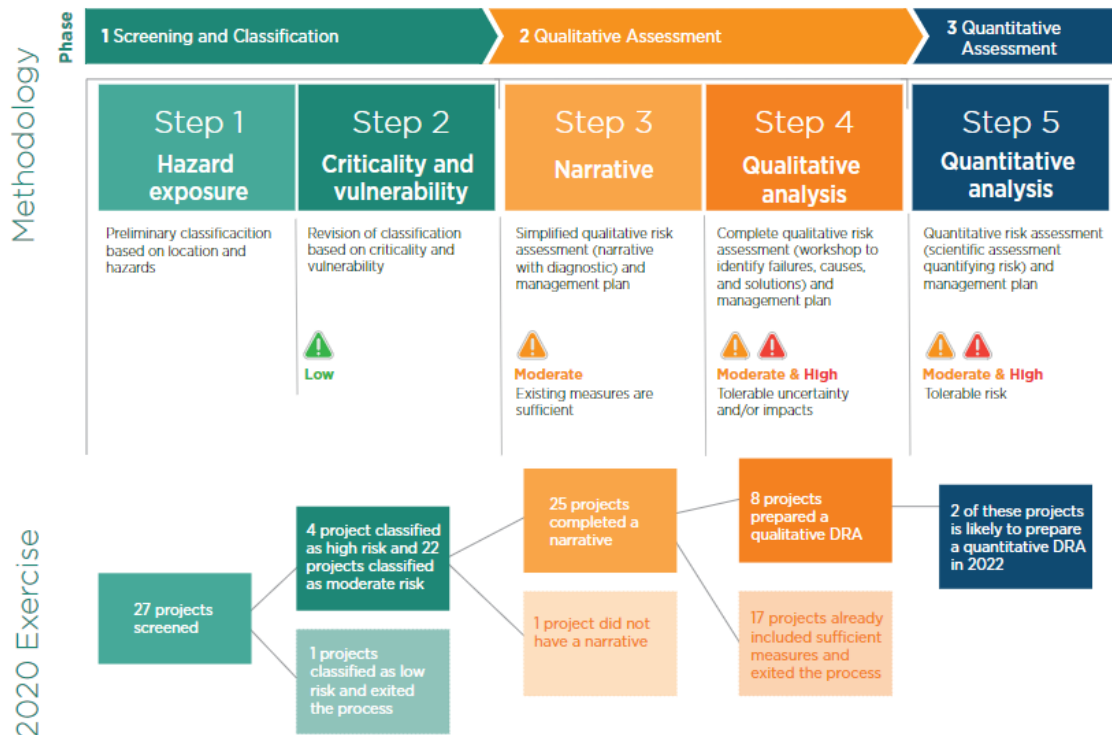 Methodology
Phase
1 Screening and Classification
2 Qualitative Assessment
3 Quantitative
Assessment
Step 1
Hazard
exposure
Step 2
Criticality and
vulnerability
Step 3
Narrative
Step 4
Qualitative
analysis
Step 5
Quantitative
analysis
Preliminary classificacition
based on location and
hazards
Revision of classification
based on criticality and
vulnerability
Low
Simplified qualitative risk
assessment (narrative
with diagnostic) and
management plan
Moderate
Existing measures are
sufficient
Complete qualitative risk
assessment (workshop to
identify failures, causes,
and solutions) and
management plan
Moderate & High
Tolerable uncertainty
and/or impacts
Quantitative risk assessment
(scientific assessment
quantifying risk) and
management plan
Moderate & High
Tolerable risk
2020 Exercise
27 projects
screened
4 project classified
as high risk and 22
projects classified
as moderate risk
1 projects
classified as low
risk and exited
the process
25 projects
completed a
narrative
1 project did not
have a narrative
8 projects
prepared a
qualitative DRA
17 projects already
included sufficient
measures and
exited the process
2 of these projects
is likely to prepare
a quantitative DRA
in 2022